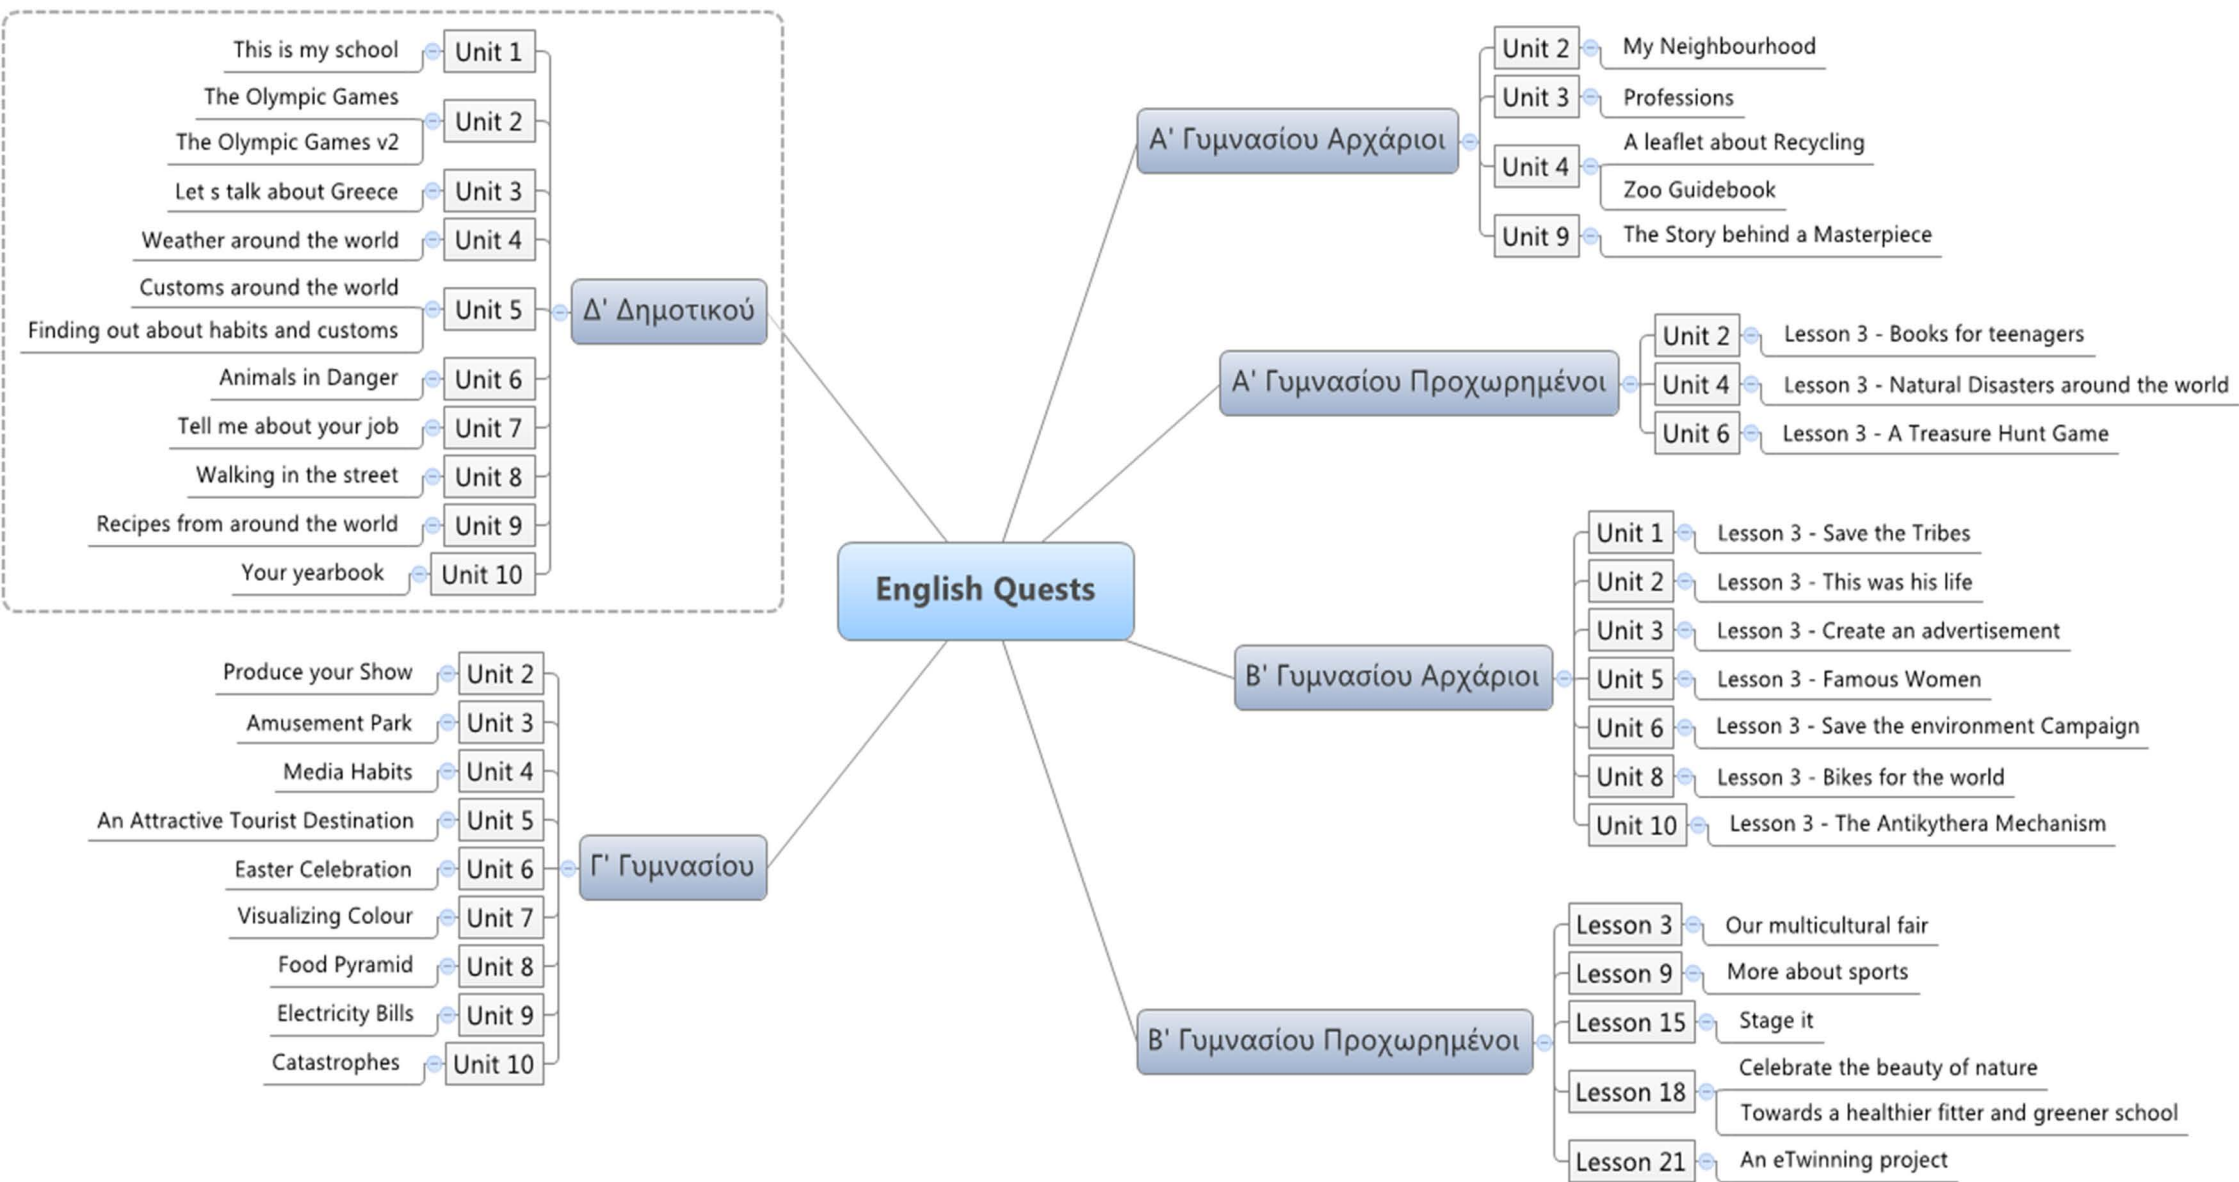 English Quests
Δ' Δημοτικού
Unit 1
This is my school
Unit 2
The Olympic Games
The Olympic Games v2
Unit 3
Let s talk about Greece
Unit 4
Weather around the world
Unit 5
Customs around the world
Finding out about habits and customs
Unit 6
Animals in Danger
Unit 7
Tell me about your job
Unit 8
Walking in the street
Unit 9
Recipes from around the world
Unit 10
Your yearbook
Γ' Γυμνασίου
Unit 2
Produce your Show
Unit 3
Amusement Park
Unit 4
Media Habits
Unit 5
An Attractive Tourist Destination
Unit 6
Easter Celebration
Unit 7
Visualizing Colour
Unit 8
Food Pyramid
Unit 9
Electricity Bills
Unit 10
Catastrophes
Α' Γυμνασίου Αρχάριοι
Unit 2
My Neighbourhood
Unit 3
Professions
Unit 4
A leaflet about Recycling
Zoo Guidebook
Unit 9
The Story behind a Masterpiece
Α' Γυμνασίου Προχωρημένοι
Unit 2
Lesson 3 - Books for teenagers
Unit 4
Lesson 3 - Natural Disasters around the world
Unit 6
Lesson 3 - A Treasure Hunt Game
Β' Γυμνασίου Αρχάριοι
Unit 1
Lesson 3 - Save the Tribes
Unit 2
Lesson 3 - This was his life
Unit 3
Lesson 3 - Create an advertisement
Unit 5
Lesson 3 - Famous Women
Unit 6
Lesson 3 - Save the environment Campaign
Unit 8
Lesson 3 - Bikes for the world
Unit 10
Lesson 3 - The Antikythera Mechanism
Β' Γυμνασίου Προχωρημένοι
Lesson 3
Our multicultural fair
Lesson 9
More about sports
Lesson 15
Stage it
Lesson 18
Celebrate the beauty of nature
Towards a healthier fitter and greener school
Lesson 21
An eTwinning project